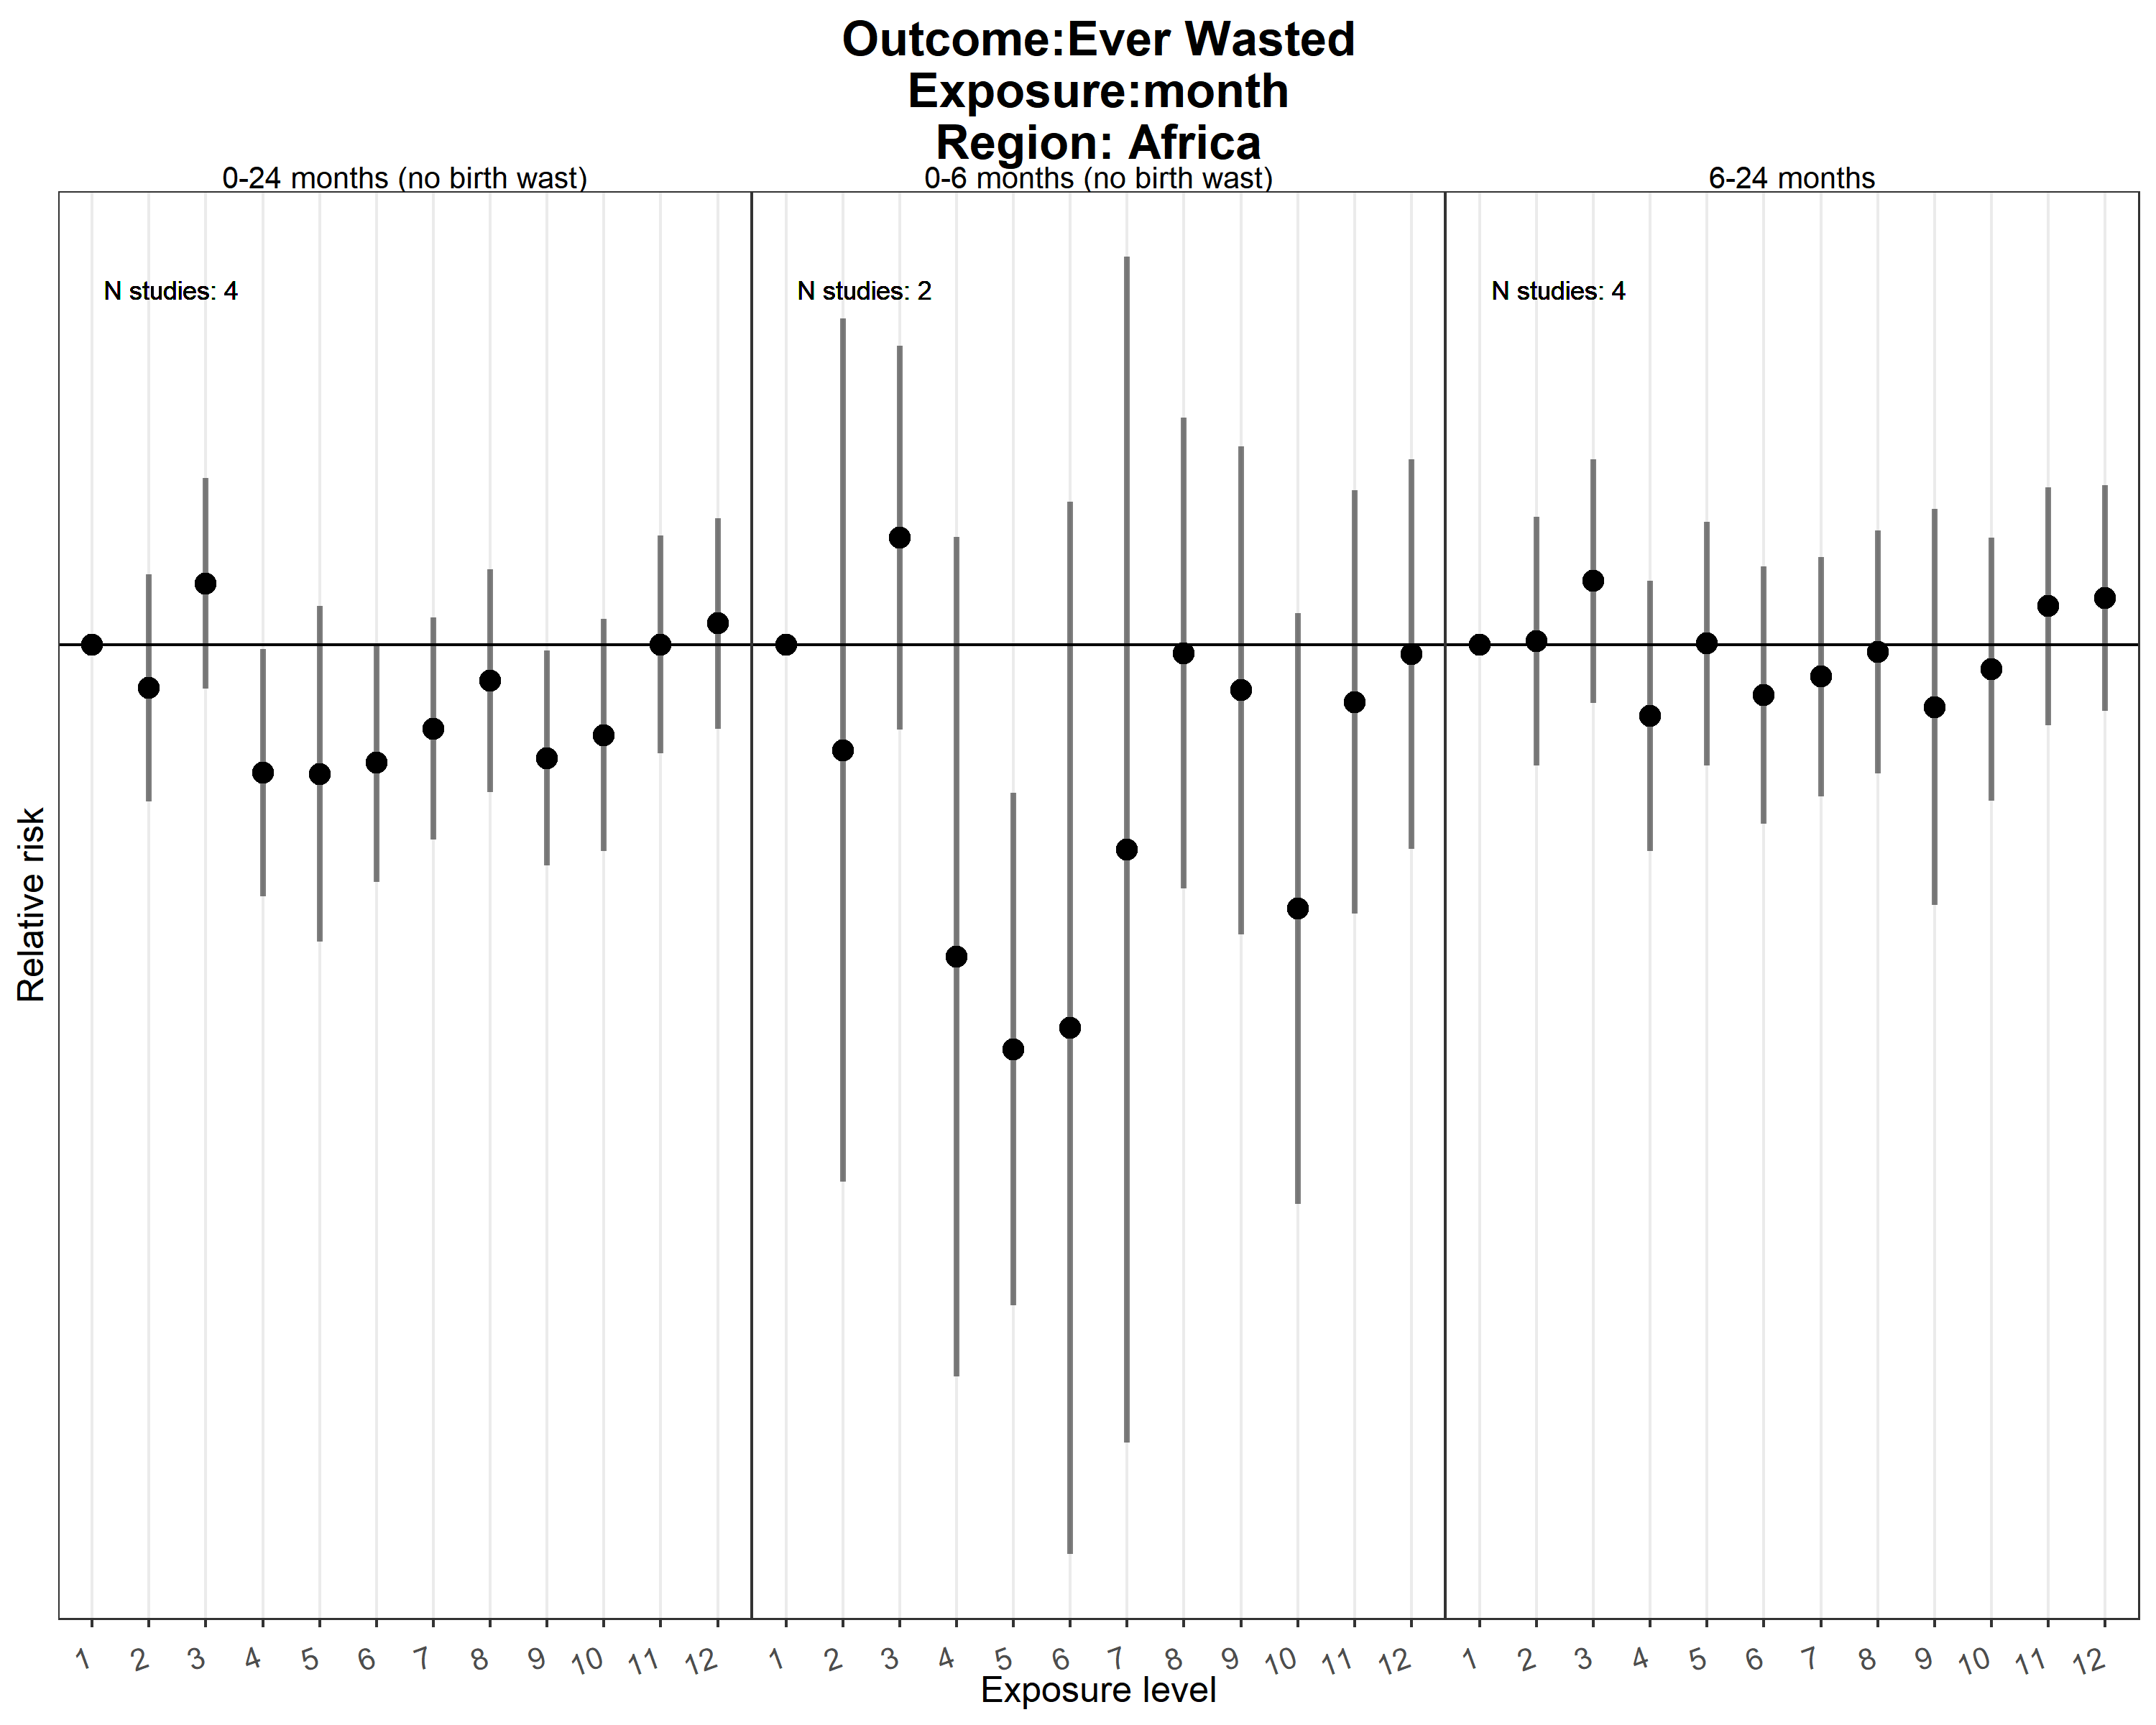 Outcome:Ever Wasted
Exposure:month
Region: Africa
0-24 months (no birth wast)
0-6 months (no birth wast)
6-24 months
N studies: 4
N studies: 2
N studies: 4
Relative risk
1 2 3 4 5 6 7 8 9 10 11 12
1 2 3 4 5 6 7 8 9 10 11 12
1 2 3 4 5 6 7 8 9 10 11 12
Exposure level